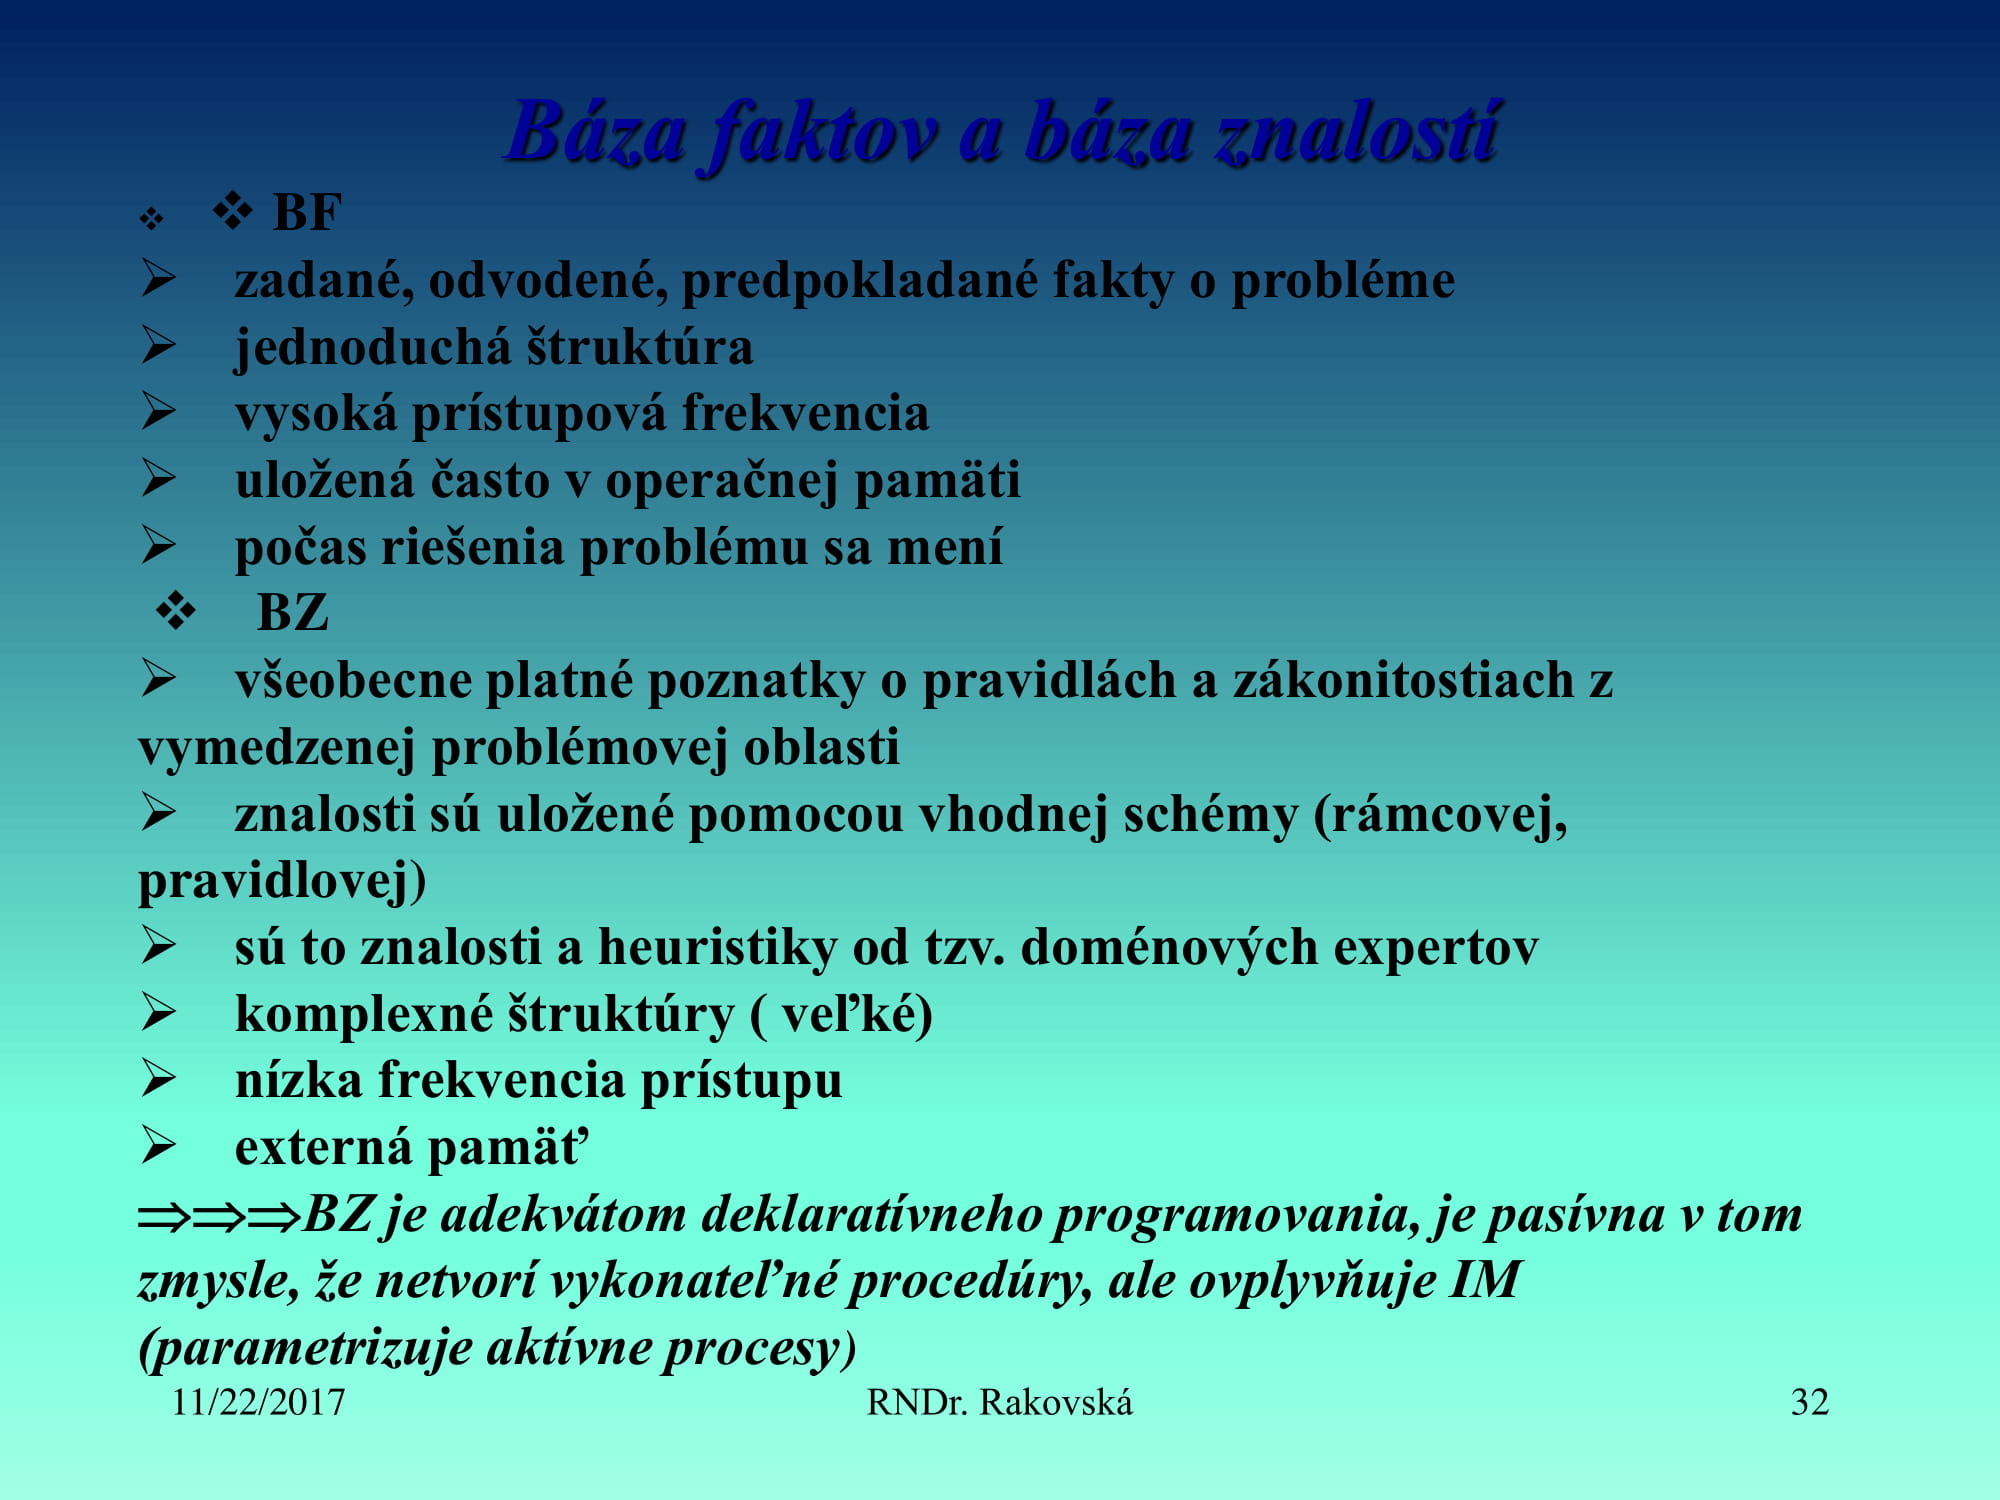 Báza faktov a báza znalostí
❖ ❖ BF
➢ zadané, odvodené, predpokladané fakty o probléme
➢ jednoduchá štruktúra
➢ vysoká prístupová frekvencia
➢ uložená často v operačnej pamäti
➢ počas riešenia problému sa mení
❖ BZ
➢ všeobecne platné poznatky o pravidlách a zákonitostiach z
vymedzenej problémovej oblasti
➢ znalosti sú uložené pomocou vhodnej schémy (rámcovej,
pravidlovej)
➢ sú to znalosti a heuristiky od tzv. doménových expertov
➢ komplexné štruktúry ( veľké)
➢ nízka frekvencia prístupu
➢ externá pamäť
⇒⇒⇒BZ je adekvátom deklaratívneho programovania, je pasívna v tom
zmysle, že netvorí vykonateľné procedúry, ale ovplyvňuje IM
(parametrizuje aktívne procesy)
11/22/2017 RNDr. Rakovská 32